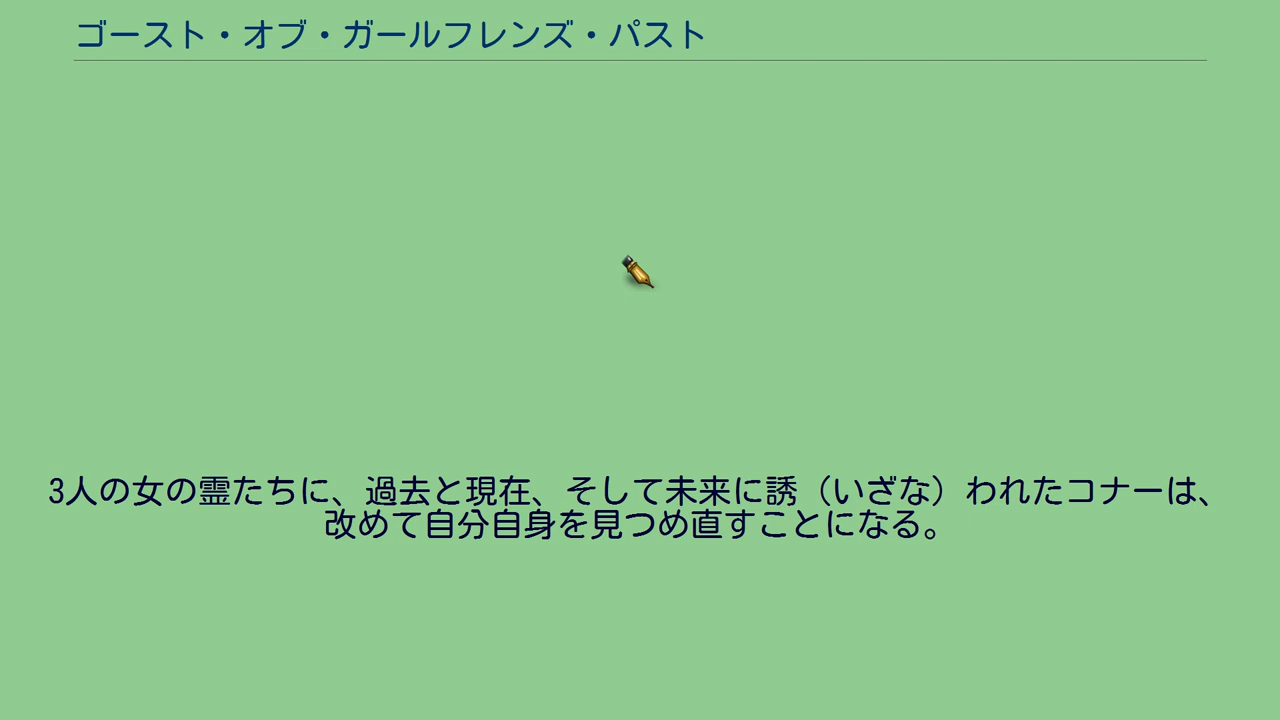 ゴースト・オブ・ガールフレンズ・パスト
3人の女の霊たちに、過去と現在、そして未来に誘（いざな）われたコナーは、
改めて自分自身を見つめ直すことになる。